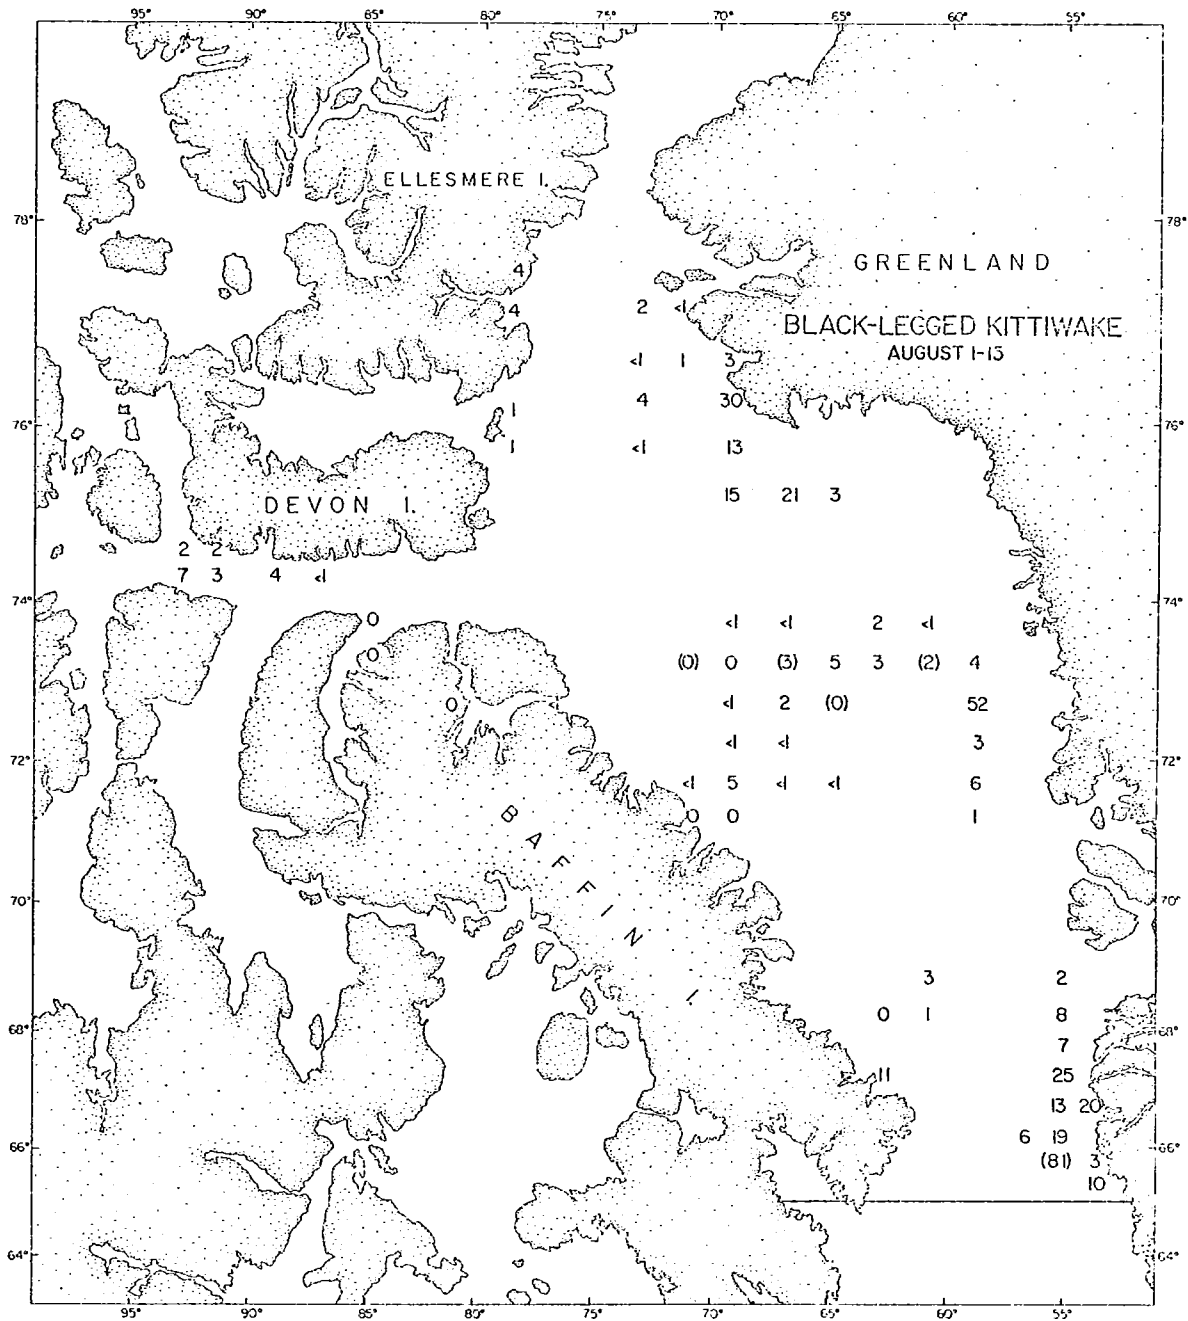 95° 90° 85° 80° 75° 70° 65° 60° 55°
ELLESMERE I.
78° 78°
GREENLAND
4
4 2 <1
BLACK-LEGGED KITTIWAKE
AUGUST 1-15
<1 1 3
1 4 30
76° 76°
1 <1 13
15 21 3
DEVON I.
2 2
7 3 4 <1
74° 74°
0 <1 <1 2 <1
0 (0) 0 (3) 5 3 (2) 4
0 <1 2 (0) 52
<1 <1 3
72° 72°
<1 5 <1 <1 6
0 0 1
BAFFIN I.
70° 70°
3 2
0 1 8
68° 68°
7
11 25
13 20
6 19
66° 66°
(81) 3
10
64° 64°
95° 90° 85° 80° 75° 70° 65° 60° 55°